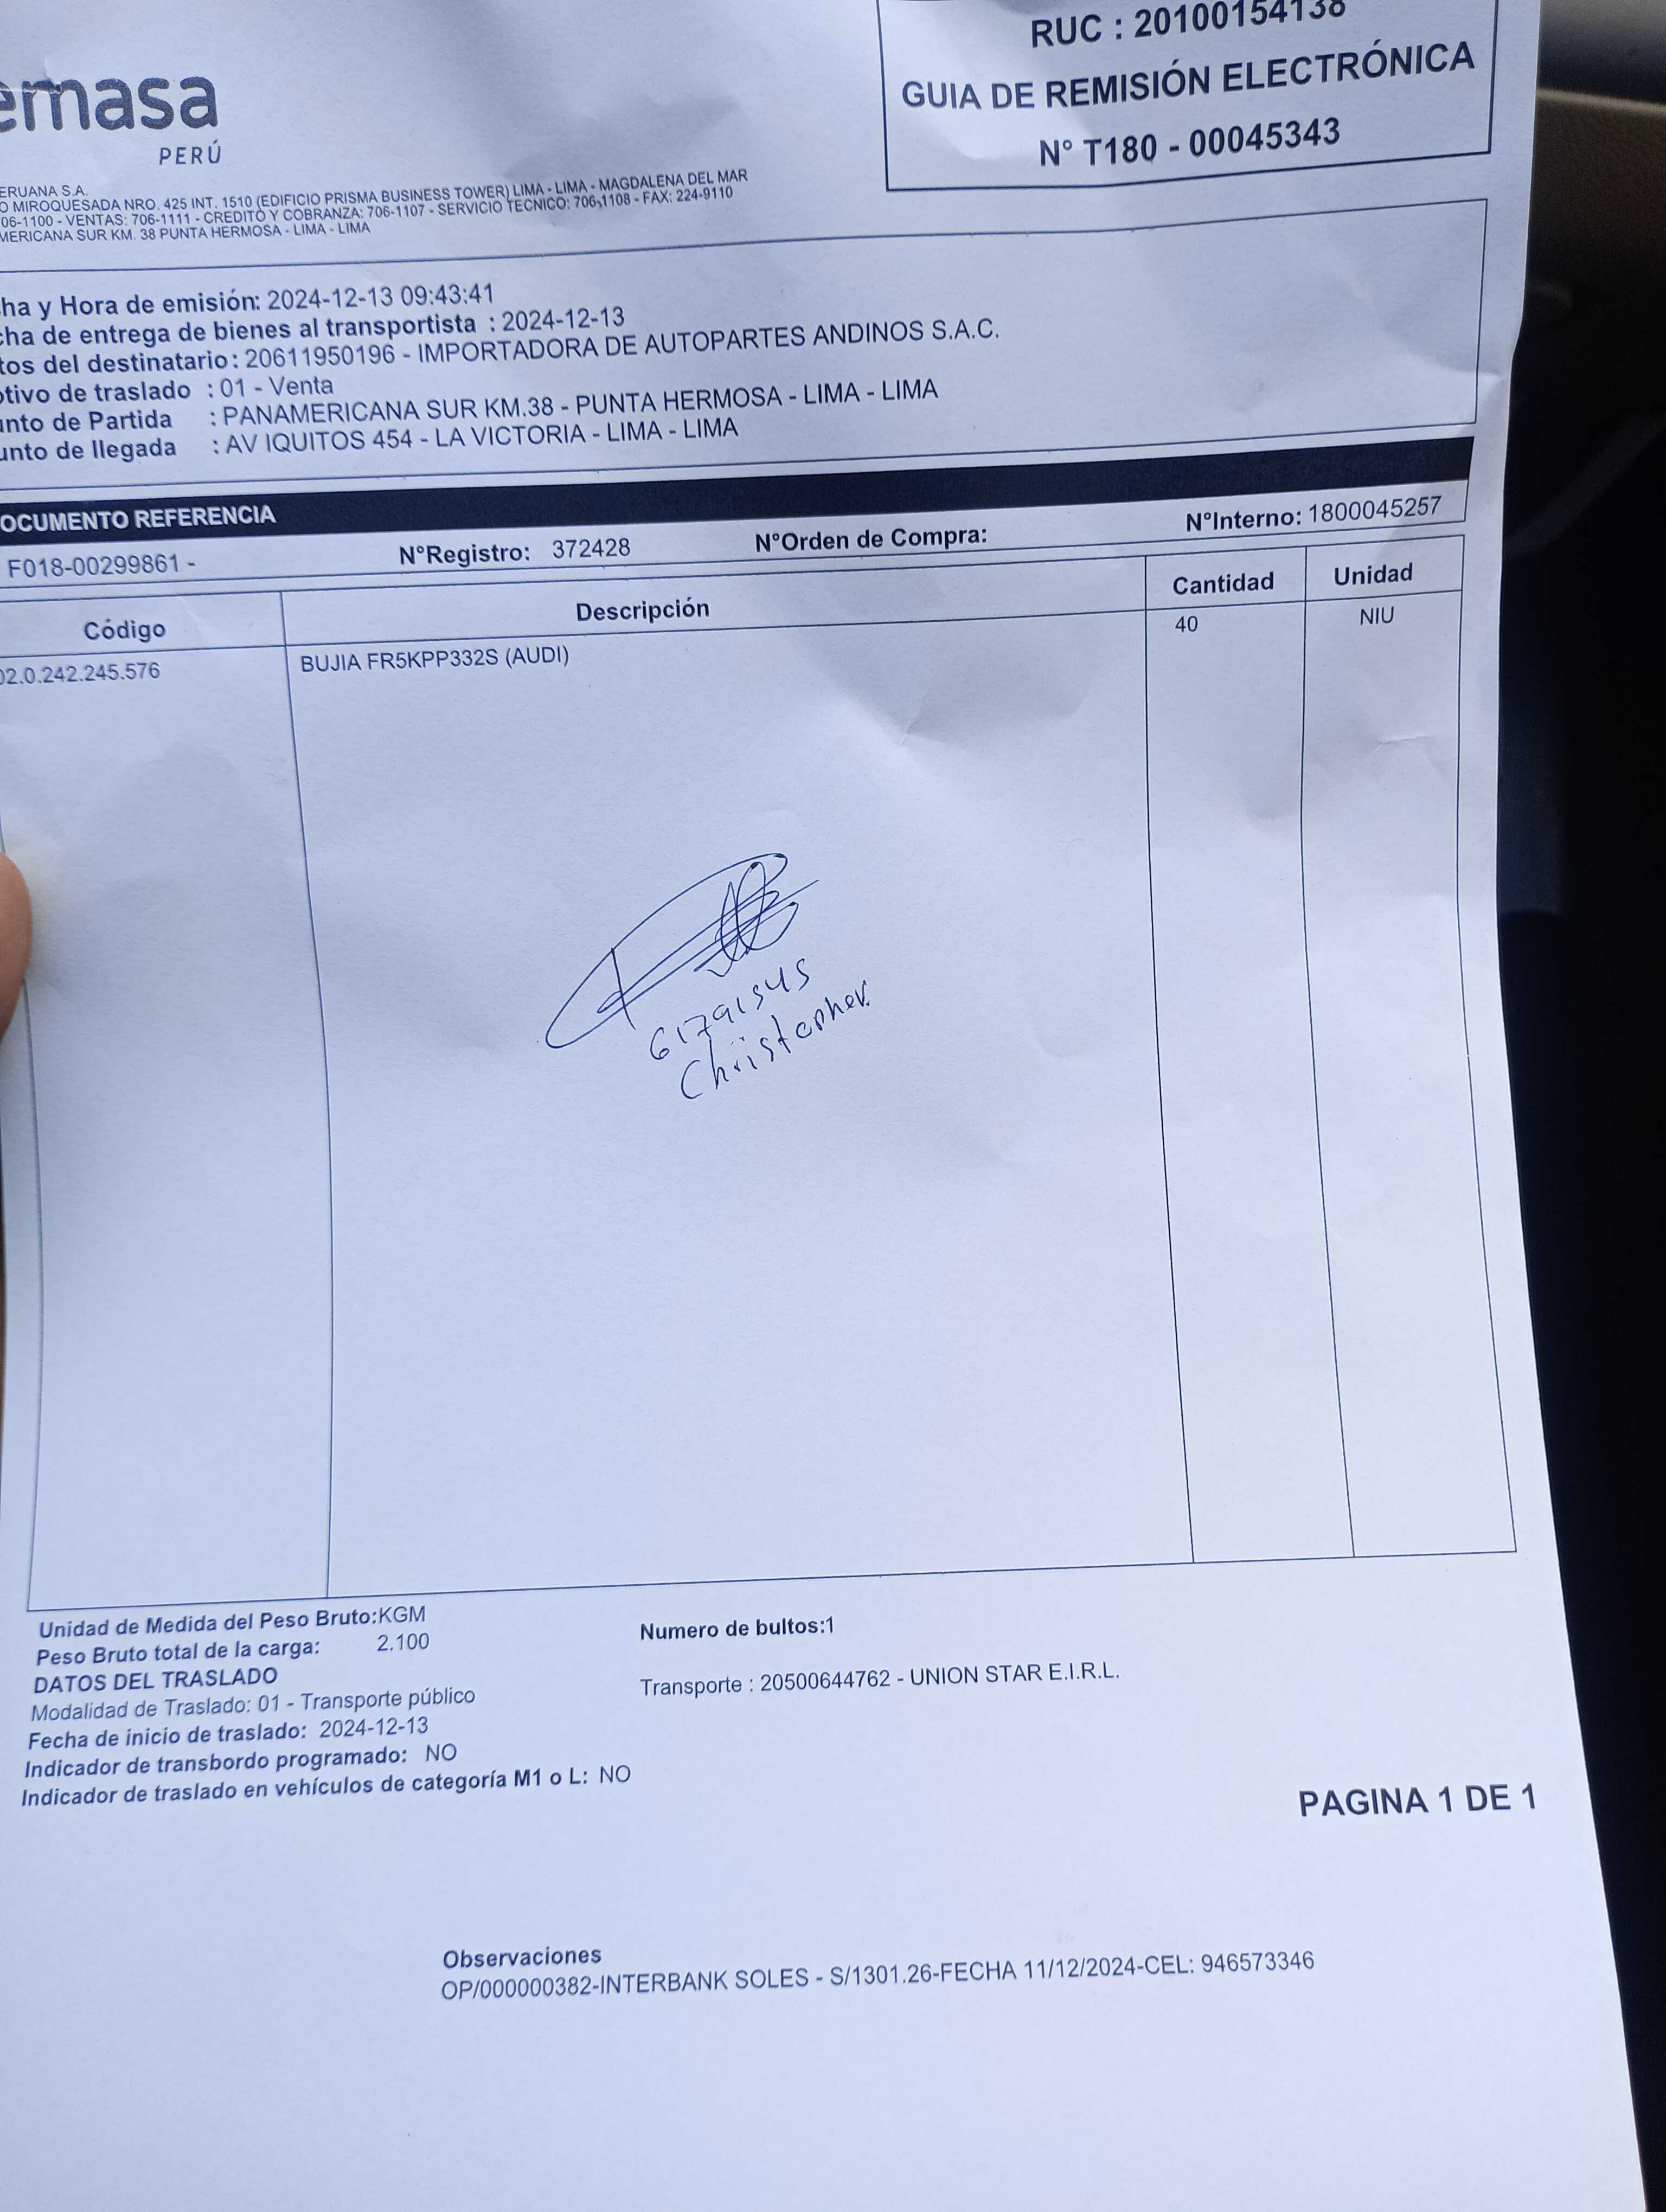 RUC : 20100154138
GUIA DE REMISIÓN ELECTRÓNICA
N° T180 - 00045343
emasa
PERÚ
ERUANA S.A.
O MIROQUESADA NRO. 425 INT. 1510 (EDIFICIO PRISMA BUSINESS TOWER) LIMA - LIMA - MAGDALENA DEL MAR
06-1100 - VENTAS: 706-1111 - CREDITO Y COBRANZA: 706-1107 - SERVICIO TECNICO: 706-1108 - FAX: 224-9110
MERICANA SUR KM. 38 PUNTA HERMOSA - LIMA - LIMA
ha y Hora de emisión: 2024-12-13 09:43:41
cha de entrega de bienes al transportista : 2024-12-13
tos del destinatario : 20611950196 - IMPORTADORA DE AUTOPARTES ANDINOS S.A.C.
otivo de traslado : 01 - Venta
unto de Partida : PANAMERICANA SUR KM.38 - PUNTA HERMOSA - LIMA - LIMA
unto de llegada : AV IQUITOS 454 - LA VICTORIA - LIMA - LIMA
OCUMENTO REFERENCIA
F018-00299861 - N°Registro: 372428 N°Orden de Compra: N°Interno: 1800045257
Código Descripción Cantidad Unidad
02.0.242.245.576 BUJIA FR5KPP332S (AUDI) 40 NIU
61791545
Christopher
Unidad de Medida del Peso Bruto:KGM
Peso Bruto total de la carga: 2.100
Numero de bultos:1
DATOS DEL TRASLADO
Modalidad de Traslado: 01 - Transporte público
Transporte : 20500644762 - UNION STAR E.I.R.L.
Fecha de inicio de traslado: 2024-12-13
Indicador de transbordo programado: NO
Indicador de traslado en vehículos de categoría M1 o L: NO
PAGINA 1 DE 1
Observaciones
OP/000000382-INTERBANK SOLES - S/1301.26-FECHA 11/12/2024-CEL: 946573346